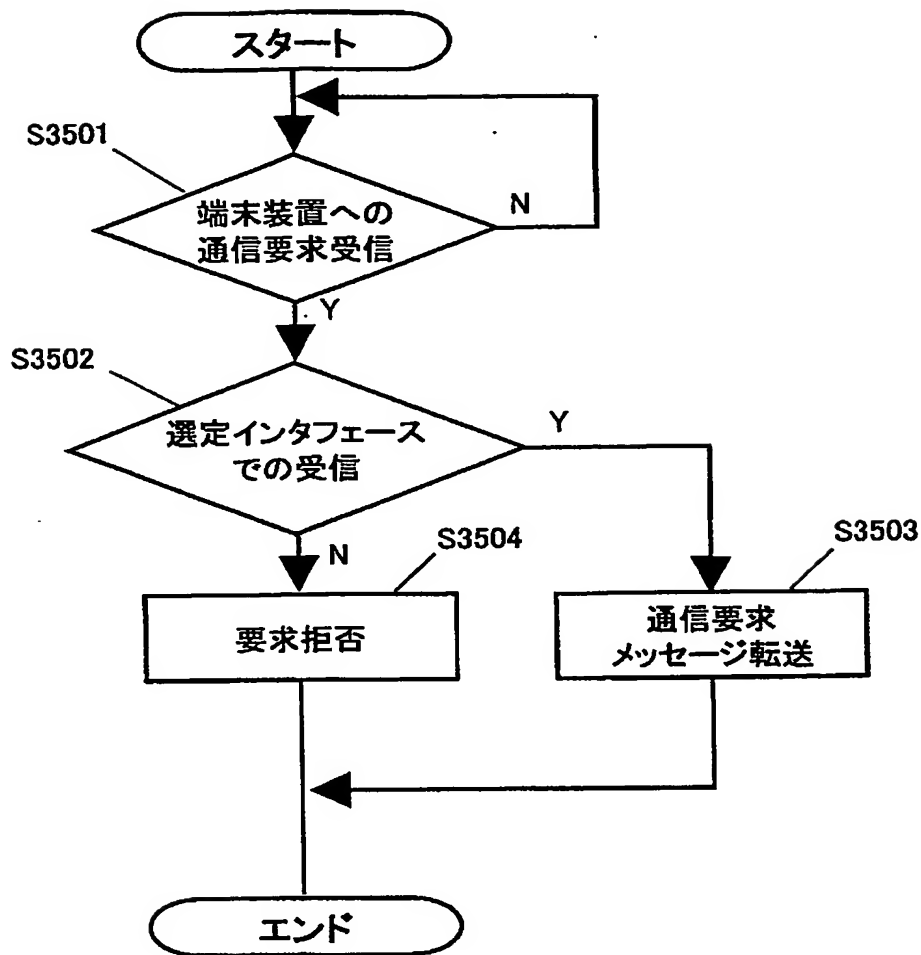 スタート
S3501
端末装置への
通信要求受信
N
Y
S3502
選定インタフェース
での受信
Y
N
S3504
要求拒否
S3503
通信要求
メッセージ転送
エンド